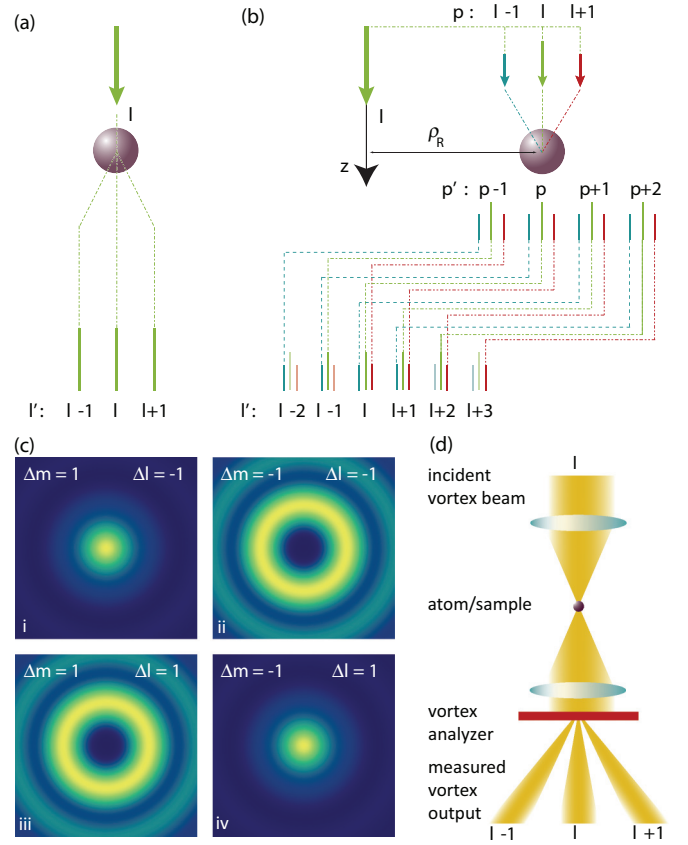 (a)
l
l': l-1 l l+1
(b)
p : l -1 l l+1
l
ρR
z
p' : p-1 p p+1 p+2
l': l -2 l -1 l l+1 l+2 l+3
(c)
Δm = 1 Δl = -1
i
Δm = -1 Δl = -1
ii
Δm = 1 Δl = 1
iii
Δm = -1 Δl = 1
iv
(d)
l
incident
vortex beam
atom/sample
vortex
analyzer
measured
vortex
output
l -1 l l +1